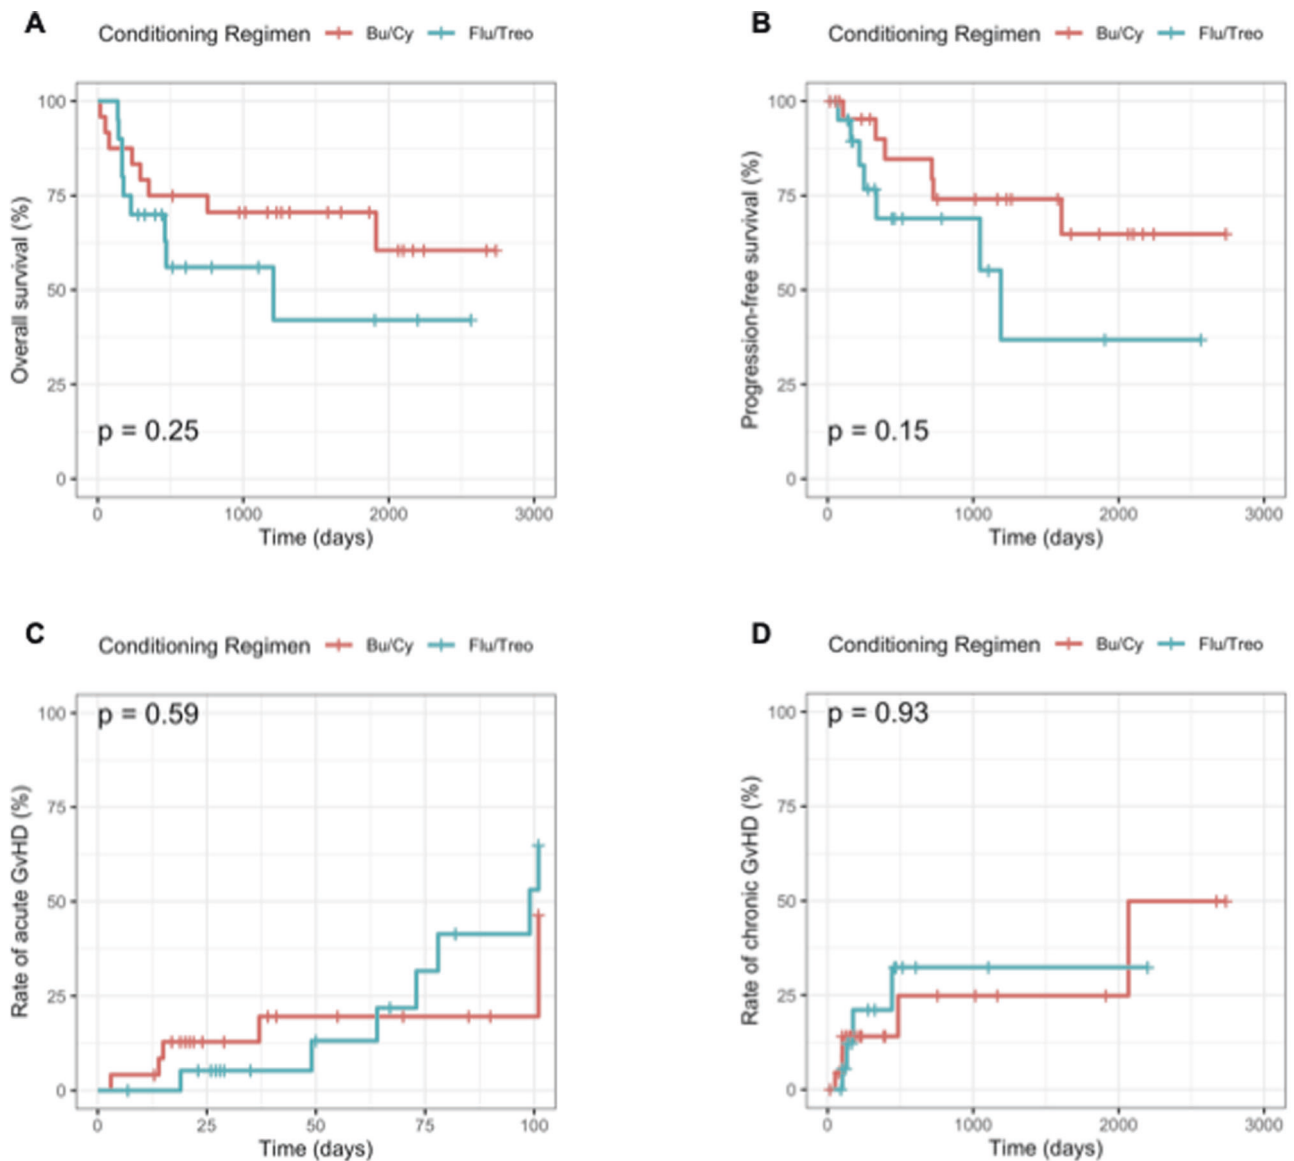 A
Conditioning Regimen Bu/Cy Flu/Treo
Overall survival (%)
100
75
50
25
0
p = 0.25
0 1000 2000 3000
Time (days)
B
Conditioning Regimen Bu/Cy Flu/Treo
Progression-free survival (%)
100
75
50
25
0
p = 0.15
0 1000 2000 3000
Time (days)
C
Conditioning Regimen Bu/Cy Flu/Treo
Rate of acute GvHD (%)
p = 0.59
100
75
50
25
0
0 25 50 75 100
Time (days)
D
Conditioning Regimen Bu/Cy Flu/Treo
Rate of chronic GvHD (%)
p = 0.93
100
75
50
25
0
0 1000 2000 3000
Time (days)